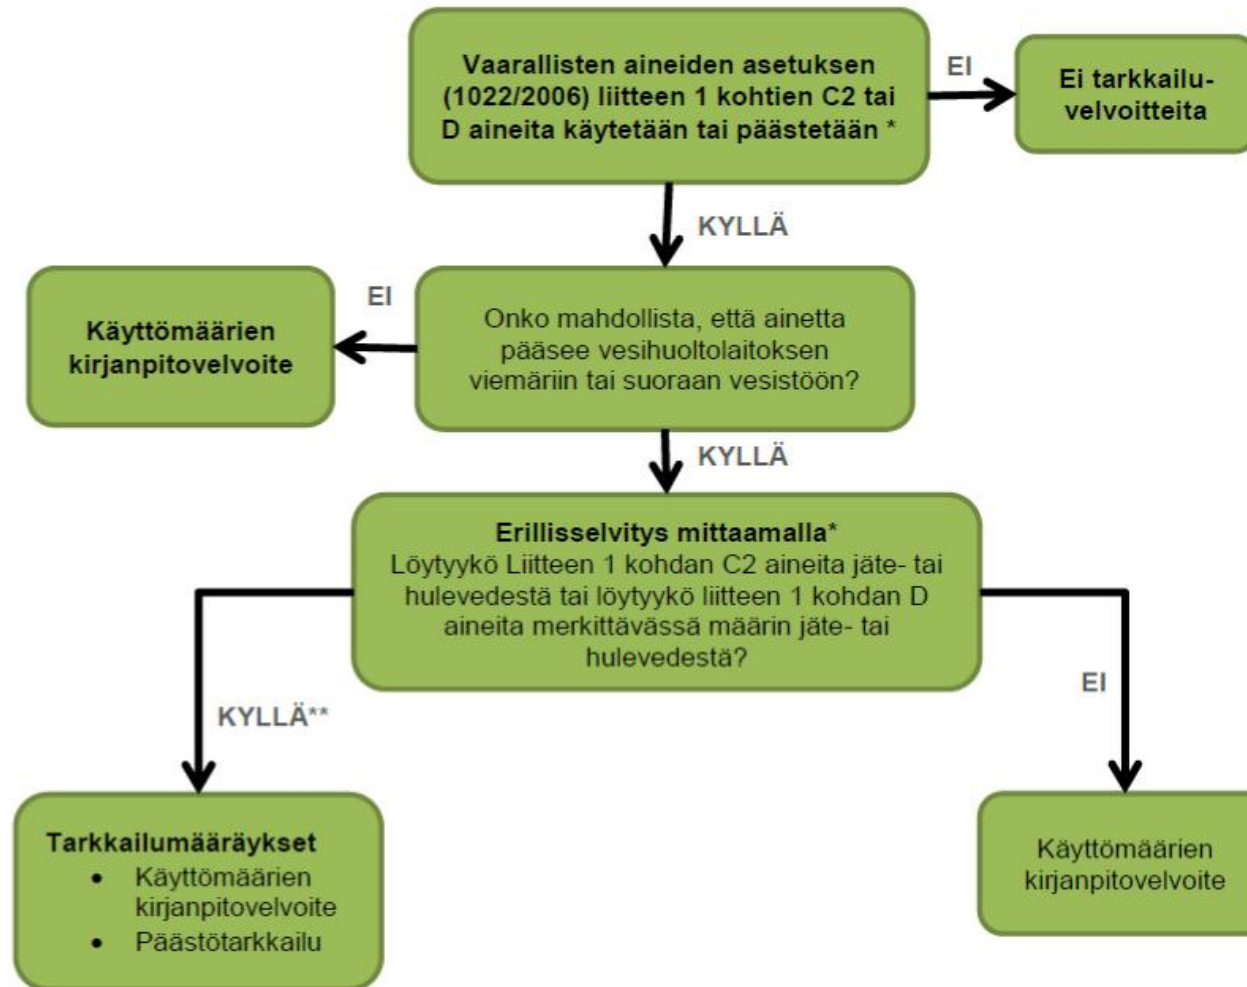 Vaarallisten aineiden asetuksen
(1022/2006) liitteen 1 kohtien C2 tai
D aineita käytetään tai päästetään *
EI
Ei tarkkailu-
velvoitteita
KYLLÄ
Käyttömäärien
kirjanpitovelvoite
EI
Onko mahdollista, että ainetta
pääsee vesihuoltolaitoksen
viemäriin tai suoraan vesistöön?
KYLLÄ
Erillisselvitys mittaamalla*
Löytyykö Liitteen 1 kohdan C2 aineita jäte- tai
hulevedestä tai löytyykö liitteen 1 kohdan D
aineita merkittävässä määrin jäte- tai
hulevedestä?
KYLLÄ**
EI
Tarkkailumääräykset
• Käyttömäärien
kirjanpitovelvoite
• Päästötarkkailu
Käyttömäärien
kirjanpitovelvoite